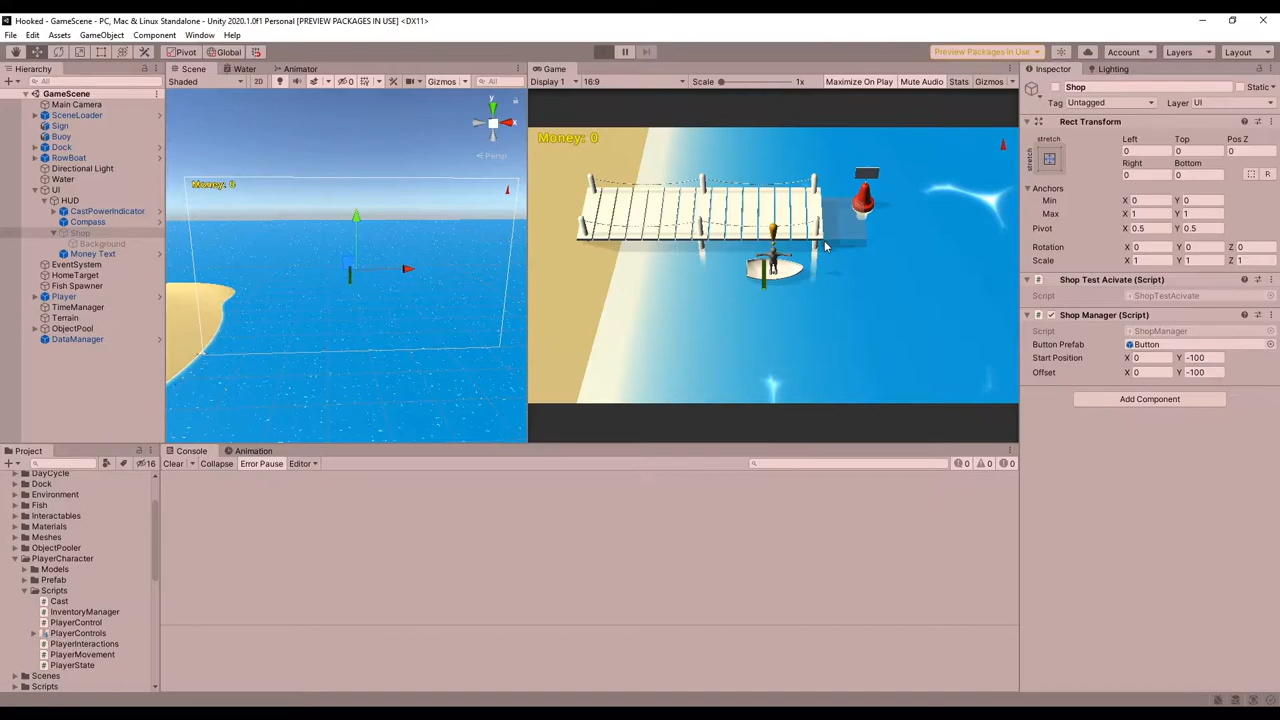 Hooked - GameScene - PC, Mac & Linux Standalone - Unity 2020.1.0f1 Personal [PREVIEW PACKAGES IN USE] <DX11>
File Edit Assets GameObject Component Window Help
Pivot Global Preview Packages in Use Account Layers Layout
Hierarchy Scene Water Animator Game Inspector Lighting
All Shaded 2D 0 Gizmos All Display 1 16:9 Scale 1x Maximize On Play Mute Audio Stats Gizmos Shop Static
GameScene
Tag Untagged Layer UI
Main Camera
SceneLoader
Sign
Buoy
Dock
RowBoat
Directional Light
Water
UI
HUD
CastPowerIndicator
Compass
Shop
Background
Money Text
EventSystem
HomeTarget
Fish Spawner
Player
TimeManager
Terrain
ObjectPool
DataManager
y
x
Persp
Money: 0
Money: 0
Rect Transform
stretch Left Top Pos Z
stretch 0 0 0
Right Bottom
0 0 R
Anchors
Min X 0 Y 0
Max X 1 Y 1
Pivot X 0.5 Y 0.5
Rotation X 0 Y 0 Z 0
Scale X 1 Y 1 Z 1
Shop Test Acivate (Script)
Script ShopTestAcivate
Shop Manager (Script)
Script ShopManager
Button Prefab Button
Start Position X 0 Y -100
Offset X 0 Y -100
Add Component
Project Console Animation
16 Clear Collapse Error Pause Editor 0 0 0
DayCycle
Dock
Environment
Fish
Interactables
Materials
Meshes
ObjectPooler
PlayerCharacter
Models
Prefab
Scripts
Cast
InventoryManager
PlayerControl
PlayerControls
PlayerInteractions
PlayerMovement
PlayerState
Scenes
Scripts